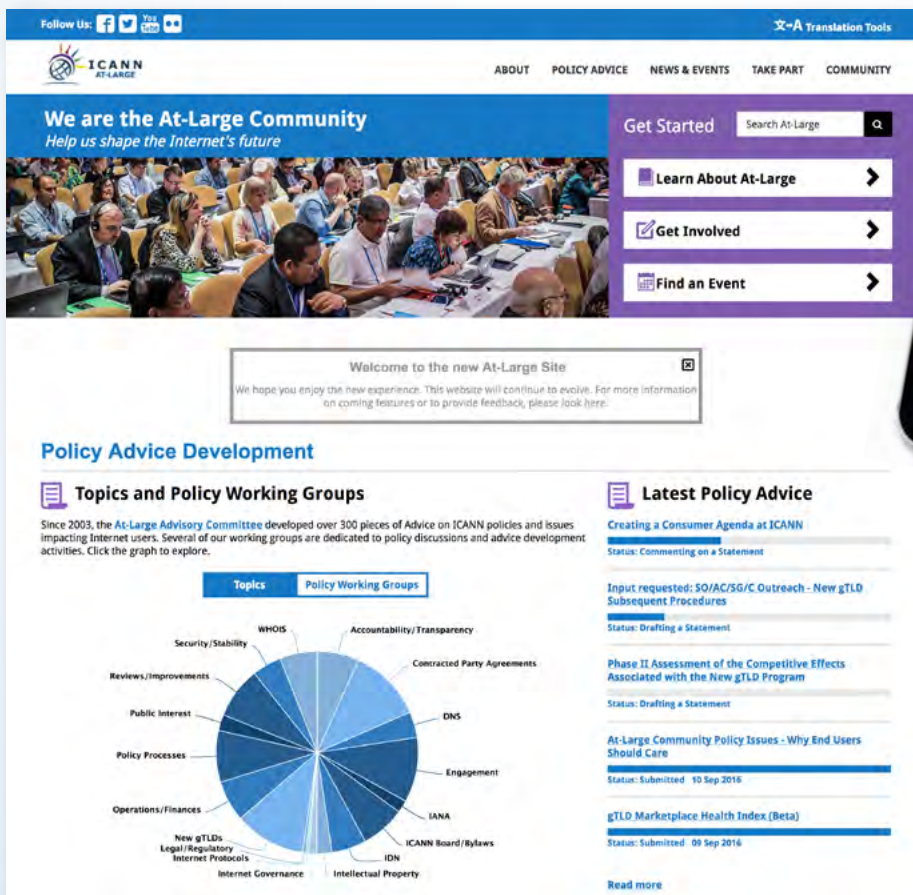 Follow Us:
You
Tube
文-A Translation Tools
ICANN
AT-LARGE
ABOUT POLICY ADVICE NEWS & EVENTS TAKE PART COMMUNITY
We are the At-Large Community
Help us shape the Internet's future
Get Started
Search At-Large
Learn About At-Large
Get Involved
Find an Event
Welcome to the new At-Large Site
We hope you enjoy the new experience. This website will continue to evolve. For more information
on coming features or to provide feedback, please look here.
Policy Advice Development
Topics and Policy Working Groups
Since 2003, the At-Large Advisory Committee developed over 300 pieces of Advice on ICANN policies and issues
impacting Internet users. Several of our working groups are dedicated to policy discussions and advice development
activities. Click the graph to explore.
Topics Policy Working Groups
WHOIS
Accountability/Transparency
Security/Stability
Contracted Party Agreements
Reviews/Improvements
Public Interest
DNS
Policy Processes
Engagement
Operations/Finances
IANA
New gTLDs
ICANN Board/Bylaws
Legal/Regulatory
Internet Protocols
IDN
Internet Governance
Intellectual Property
Latest Policy Advice
Creating a Consumer Agenda at ICANN
Status: Commenting on a Statement
Input requested: SO/AC/SG/C Outreach - New gTLD
Subsequent Procedures
Status: Drafting a Statement
Phase II Assessment of the Competitive Effects
Associated with the New gTLD Program
Status: Drafting a Statement
At-Large Community Policy Issues - Why End Users
Should Care
Status: Submitted 10 Sep 2016
gTLD Marketplace Health Index (Beta)
Status: Submitted 09 Sep 2016
Read more